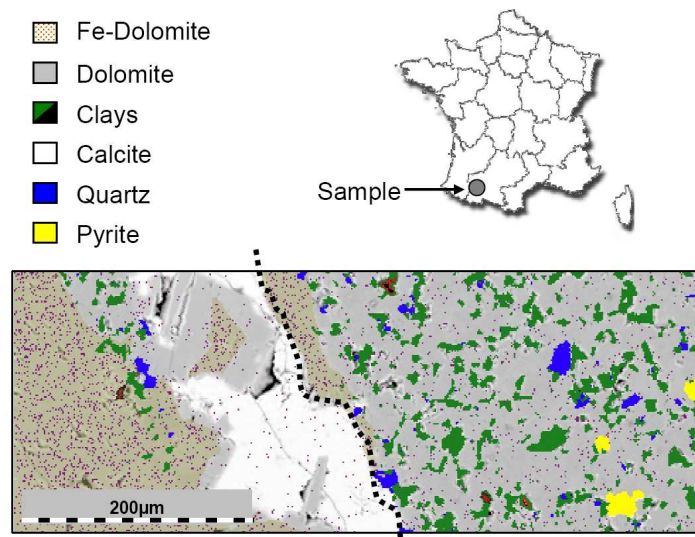 Fe-Dolomite
Dolomite
Clays
Calcite
Quartz
Pyrite
Sample
200µm